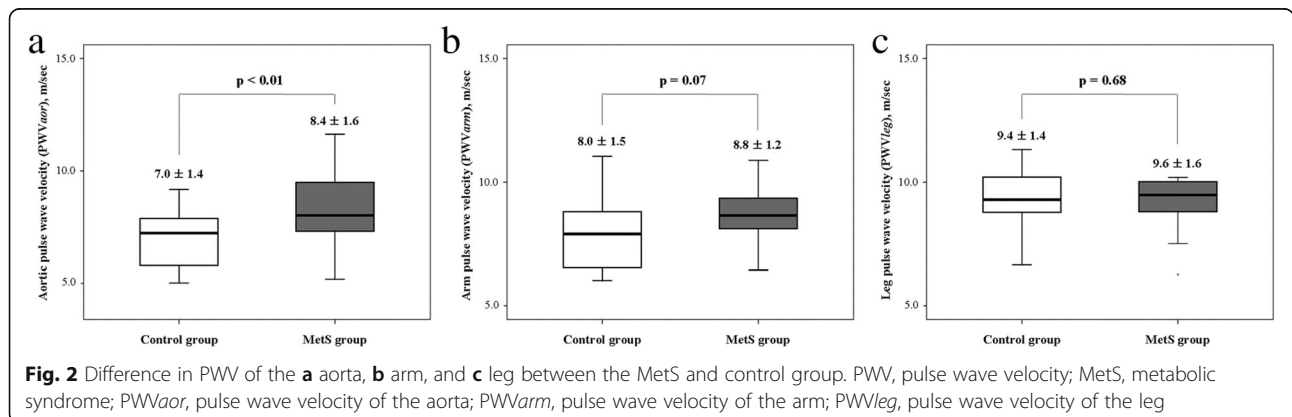 a
Aortic pulse wave velocity (PWVaor), m/sec
15.0
10.0
5.0
p < 0.01
7.0 ± 1.4
8.4 ± 1.6
Control group
MetS group
b
Arm pulse wave velocity (PWVarm), m/sec
15.0
10.0
5.0
p = 0.07
8.0 ± 1.5
8.8 ± 1.2
Control group
MetS group
c
Leg pulse wave velocity (PWVleg), m/sec
15.0
10.0
5.0
p = 0.68
9.4 ± 1.4
9.6 ± 1.6
Control group
MetS group
Fig. 2 Difference in PWV of the a aorta, b arm, and c leg between the MetS and control group. PWV, pulse wave velocity; MetS, metabolic
syndrome; PWVaor, pulse wave velocity of the aorta; PWVarm, pulse wave velocity of the arm; PWVleg, pulse wave velocity of the leg